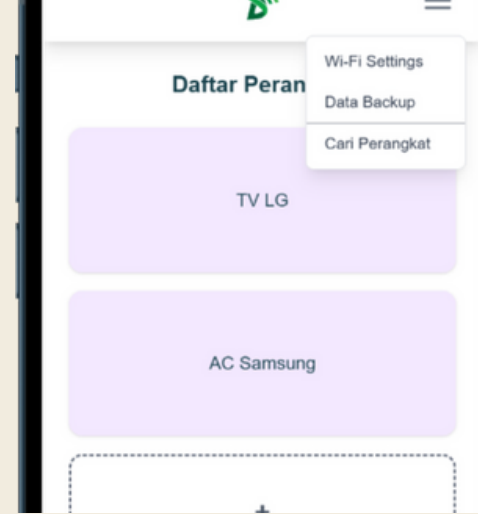 Wi-Fi Settings
Daftar Peran
Data Backup
Cari Perangkat
TV LG
AC Samsung
+